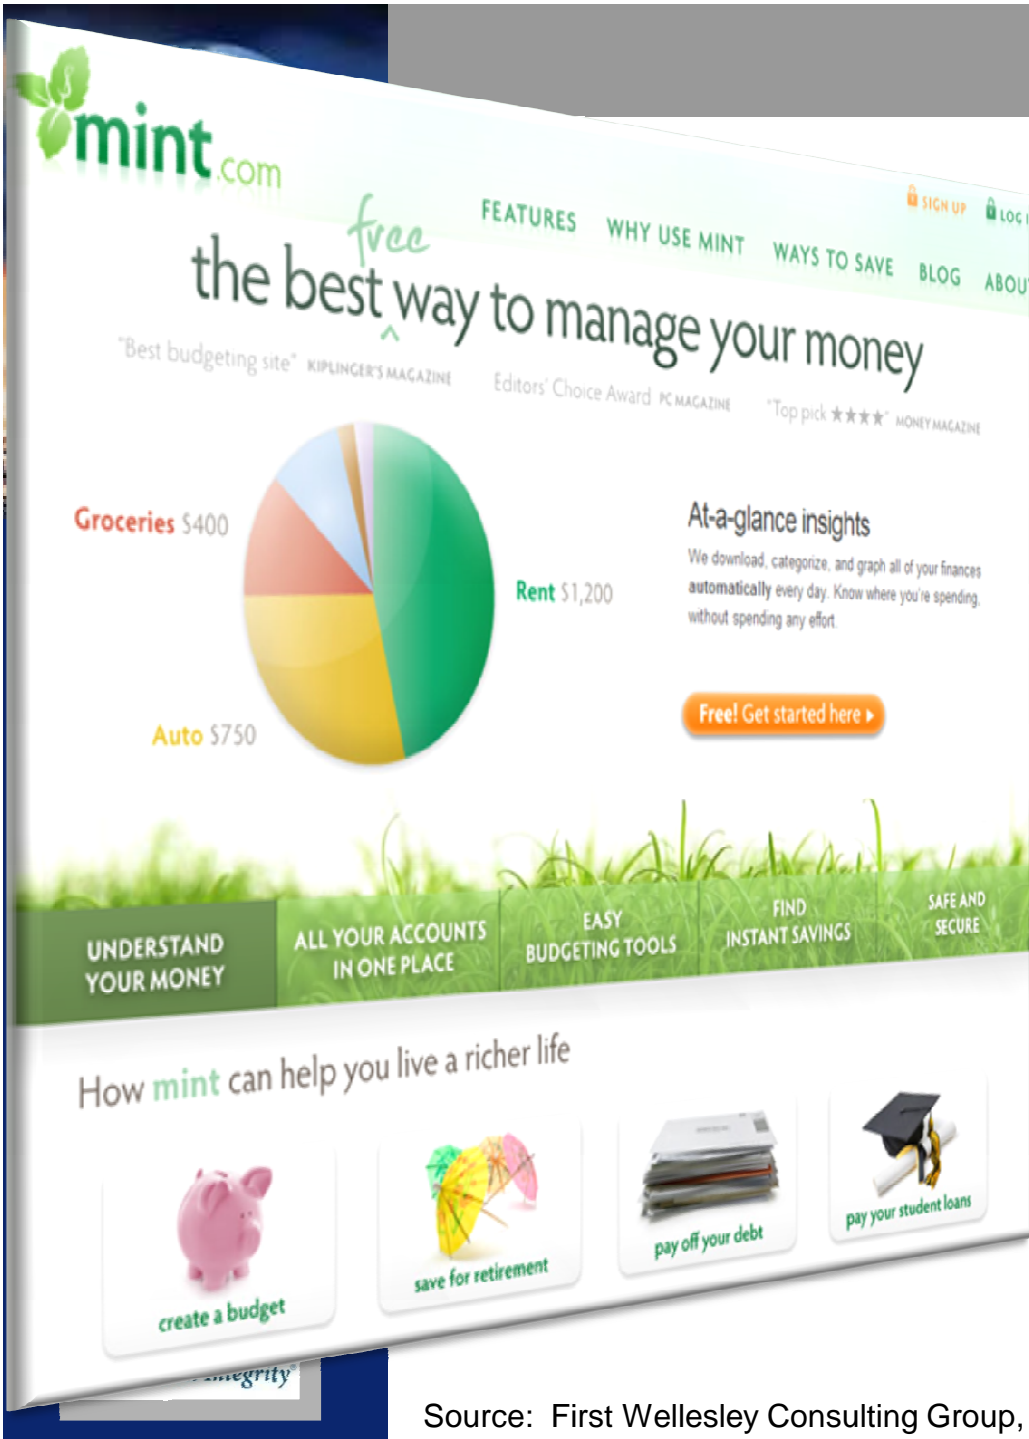 mint.com
SIGN UP LOG I
FEATURES WHY USE MINT WAYS TO SAVE BLOG ABOU
free
the best way to manage your money
"Best budgeting site" KIPLINGER'S MAGAZINE Editors' Choice Award PC MAGAZINE "Top pick ★★★★" MONEY MAGAZINE
Groceries $400
Rent $1,200
Auto $750
At-a-glance insights
We download, categorize, and graph all of your finances
automatically every day. Know where you're spending,
without spending any effort.
Free! Get started here
UNDERSTAND
YOUR MONEY
ALL YOUR ACCOUNTS
IN ONE PLACE
EASY
BUDGETING TOOLS
FIND
INSTANT SAVINGS
SAFE AND
SECURE
How mint can help you live a richer life
create a budget
save for retirement
pay off your debt
pay your student loans
Source: First Wellesley Consulting Group,